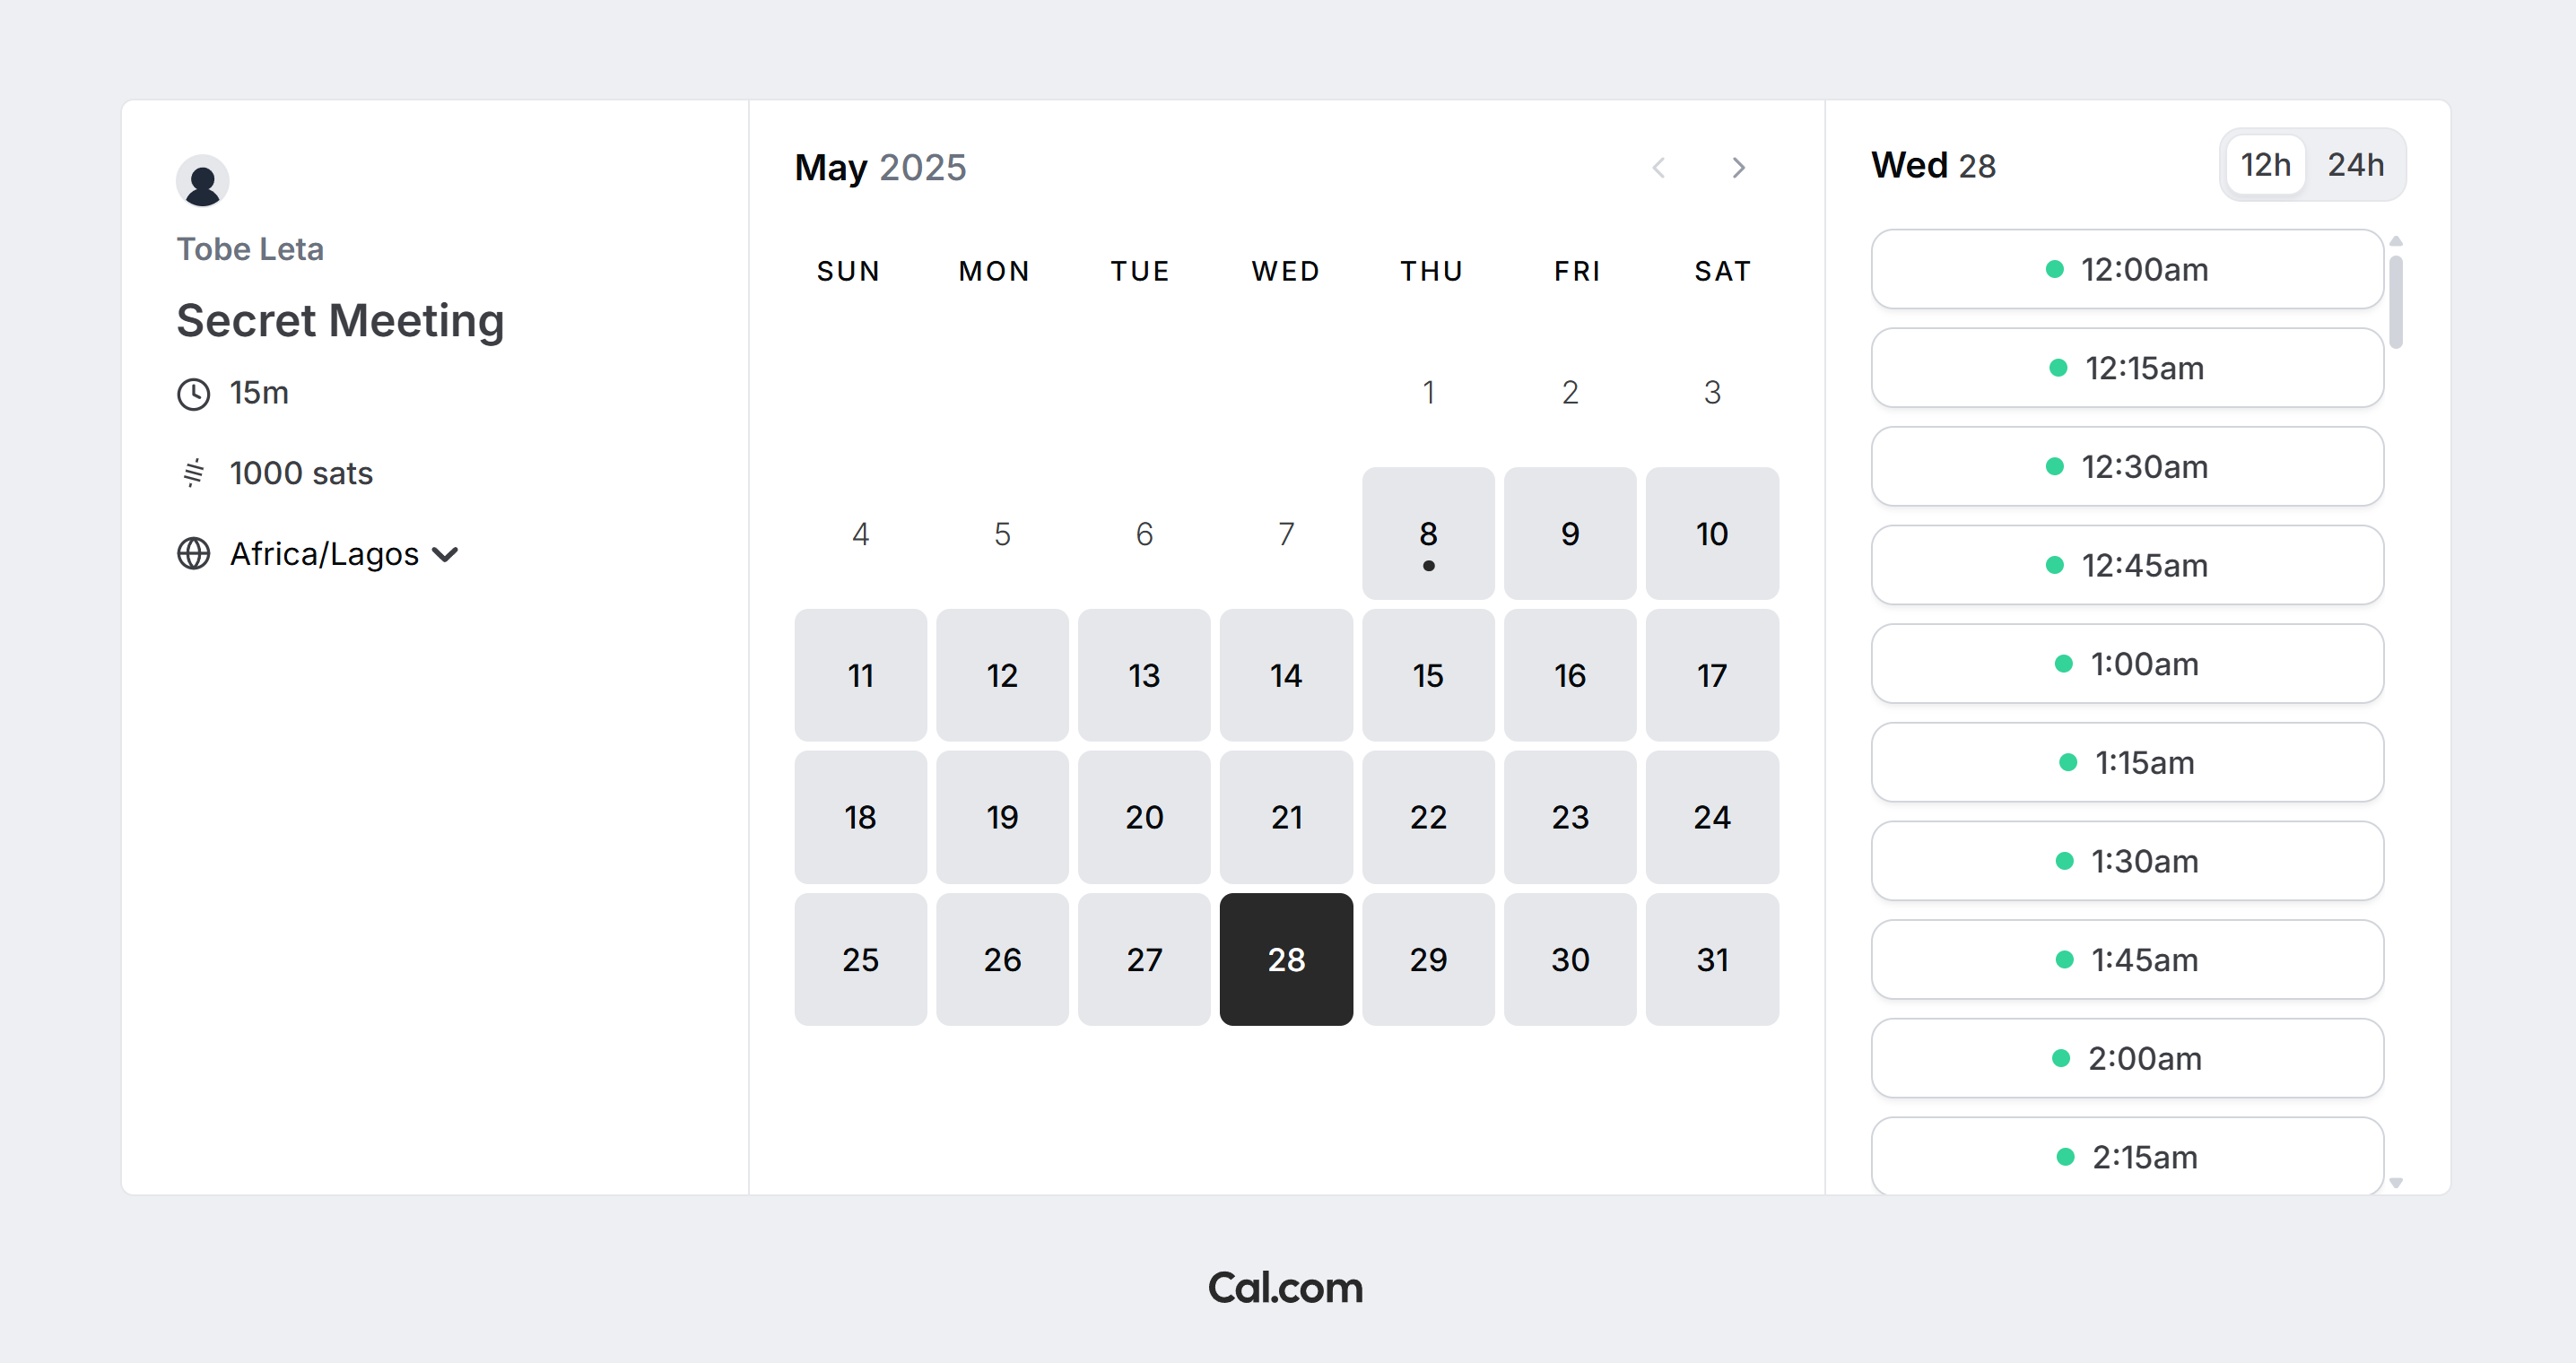 Tobe Leta
Secret Meeting
15m
1000 sats
Africa/Lagos
May 2025
SUN MON TUE WED THU FRI SAT
1 2 3
4 5 6 7 8 9 10
11 12 13 14 15 16 17
18 19 20 21 22 23 24
25 26 27 28 29 30 31
Wed 28 12h 24h
12:00am
12:15am
12:30am
12:45am
1:00am
1:15am
1:30am
1:45am
2:00am
2:15am
Cal.com